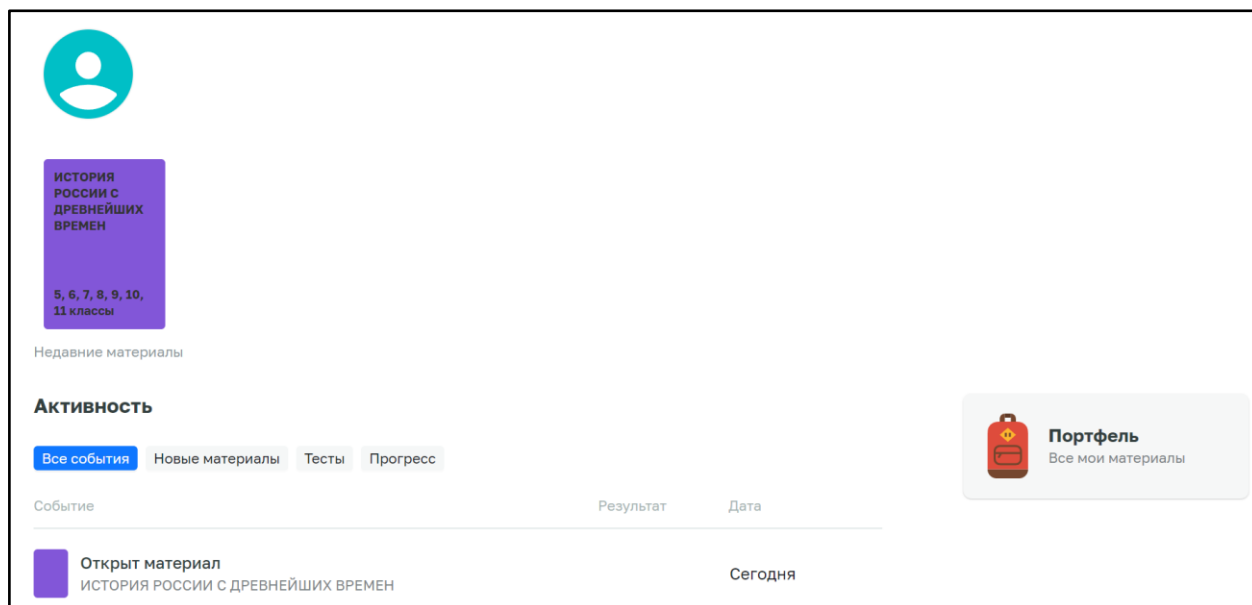 ИСТОРИЯ
РОССИИ С
ДРЕВНЕЙШИХ
ВРЕМЕН
5, 6, 7, 8, 9, 10,
11 классы
Недавние материалы
Активность
Все события Новые материалы Тесты Прогресс
Событие Результат Дата
Открыт материал
ИСТОРИЯ РОССИИ С ДРЕВНЕЙШИХ ВРЕМЕН
Сегодня
Портфель
Все мои материалы